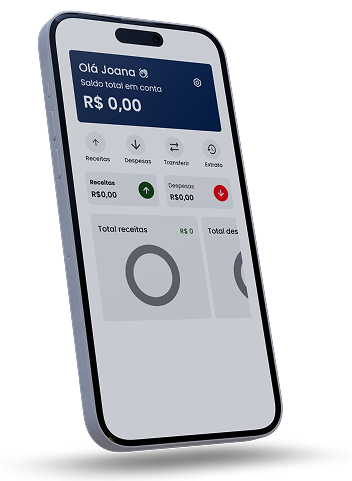 Olá Joana
Saldo total em conta
R$ 0,00
Receitas Despesas Transferir Extrato
Receitas
R$0,00
Despesas
R$0,00
Total receitas R$ 0
Total des